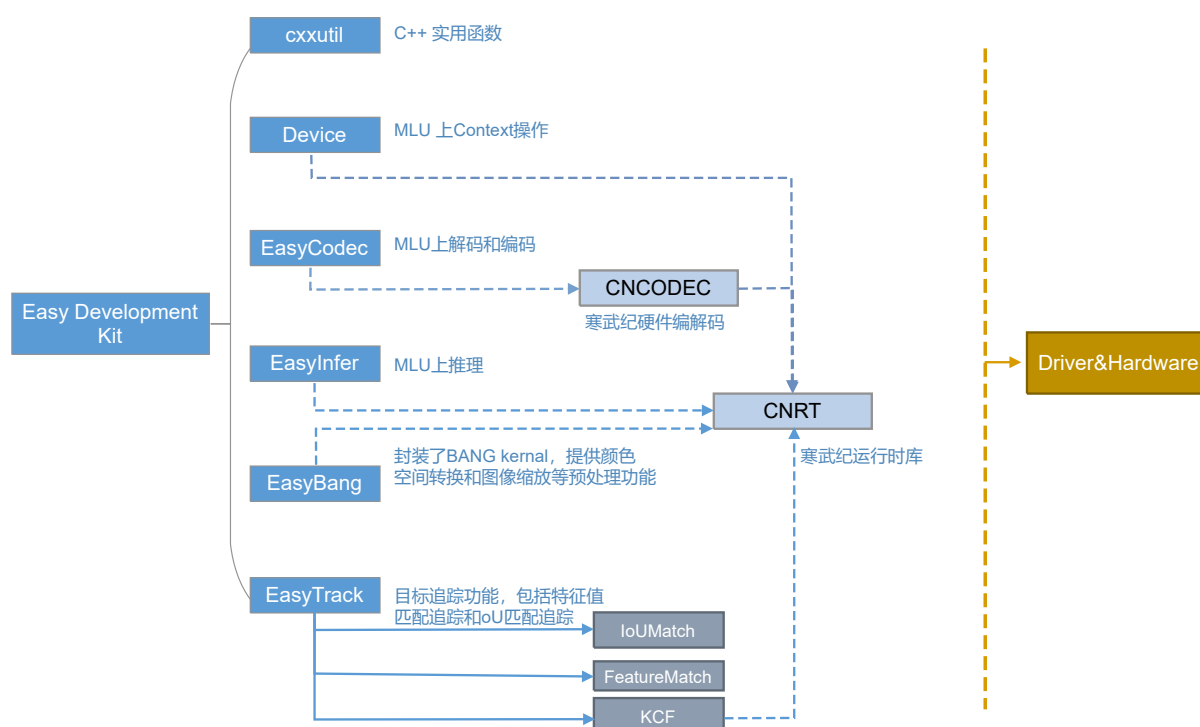 cxxutil
C++ 实用函数
Device
MLU 上Context操作
EasyCodec
MLU上解码和编码
CNCODEC
寒武纪硬件编解码
Easy Development
Kit
EasyInfer
MLU上推理
Driver&Hardware
CNRT
寒武纪运行时库
EasyBang
封装了BANG kernal，提供颜色
空间转换和图像缩放等预处理功能
EasyTrack
目标追踪功能，包括特征值
匹配追踪和oU匹配追踪
IoUMatch
FeatureMatch
KCF